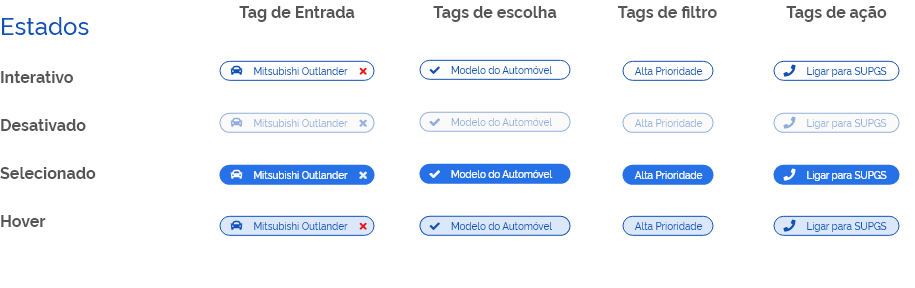 Estados
Tag de Entrada Tags de escolha Tags de filtro Tags de ação
Interativo Mitsubishi Outlander Modelo do Automóvel Alta Prioridade Ligar para SUPGS
Desativado Mitsubishi Outlander Modelo do Automóvel Alta Prioridade Ligar para SUPGS
Selecionado Mitsubishi Outlander Modelo do Automóvel Alta Prioridade Ligar para SUPGS
Hover Mitsubishi Outlander Modelo do Automóvel Alta Prioridade Ligar para SUPGS